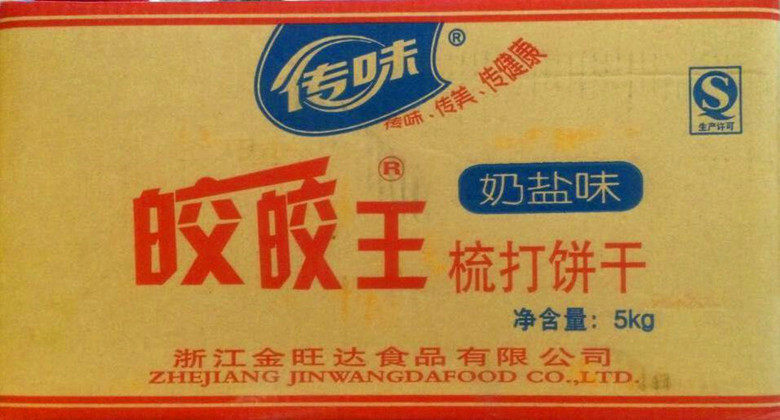 传味®
传味、传美、传健康
QS
生产许可
皎皎王®
奶盐味
梳打饼干
净含量：5kg
浙江金旺达食品有限公司
ZHEJIANG JINWANGDAFOOD CO.,LTD.